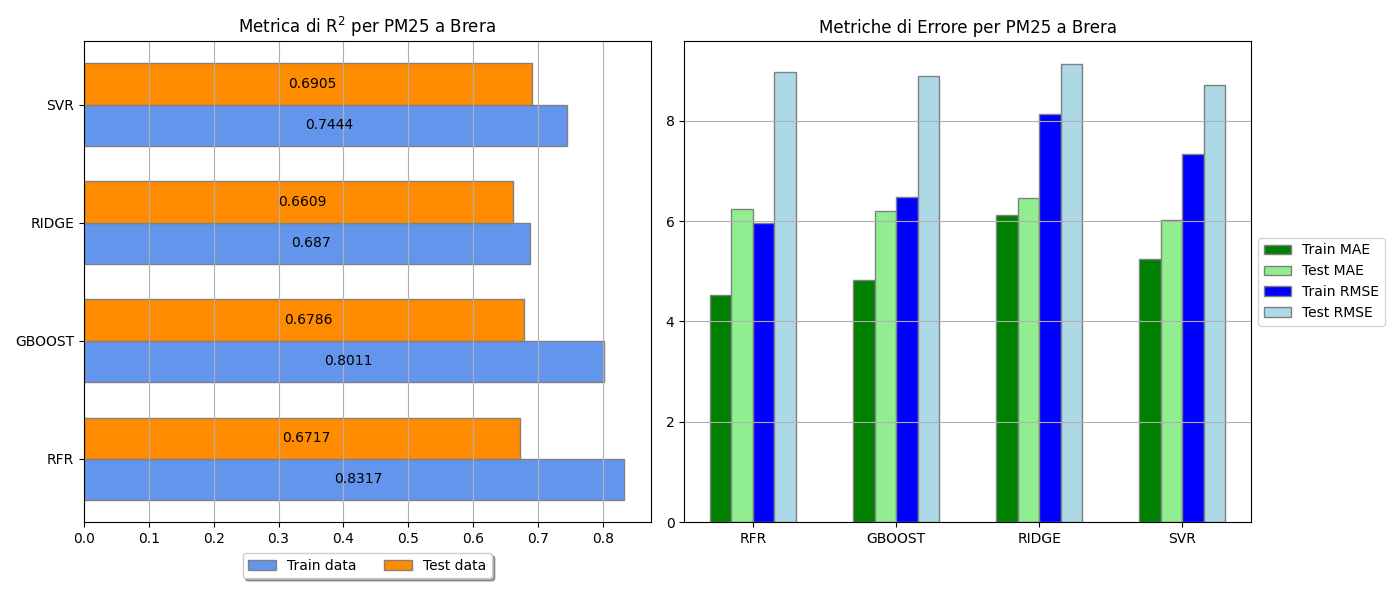 Metrica di R² per PM25 a Brera
SVR
0.6905
0.7444
RIDGE
0.6609
0.687
GBOOST
0.6786
0.8011
RFR
0.6717
0.8317
0.0 0.1 0.2 0.3 0.4 0.5 0.6 0.7 0.8
Train data Test data
Metriche di Errore per PM25 a Brera
8
6
4
2
0
RFR GBOOST RIDGE SVR
Train MAE
Test MAE
Train RMSE
Test RMSE